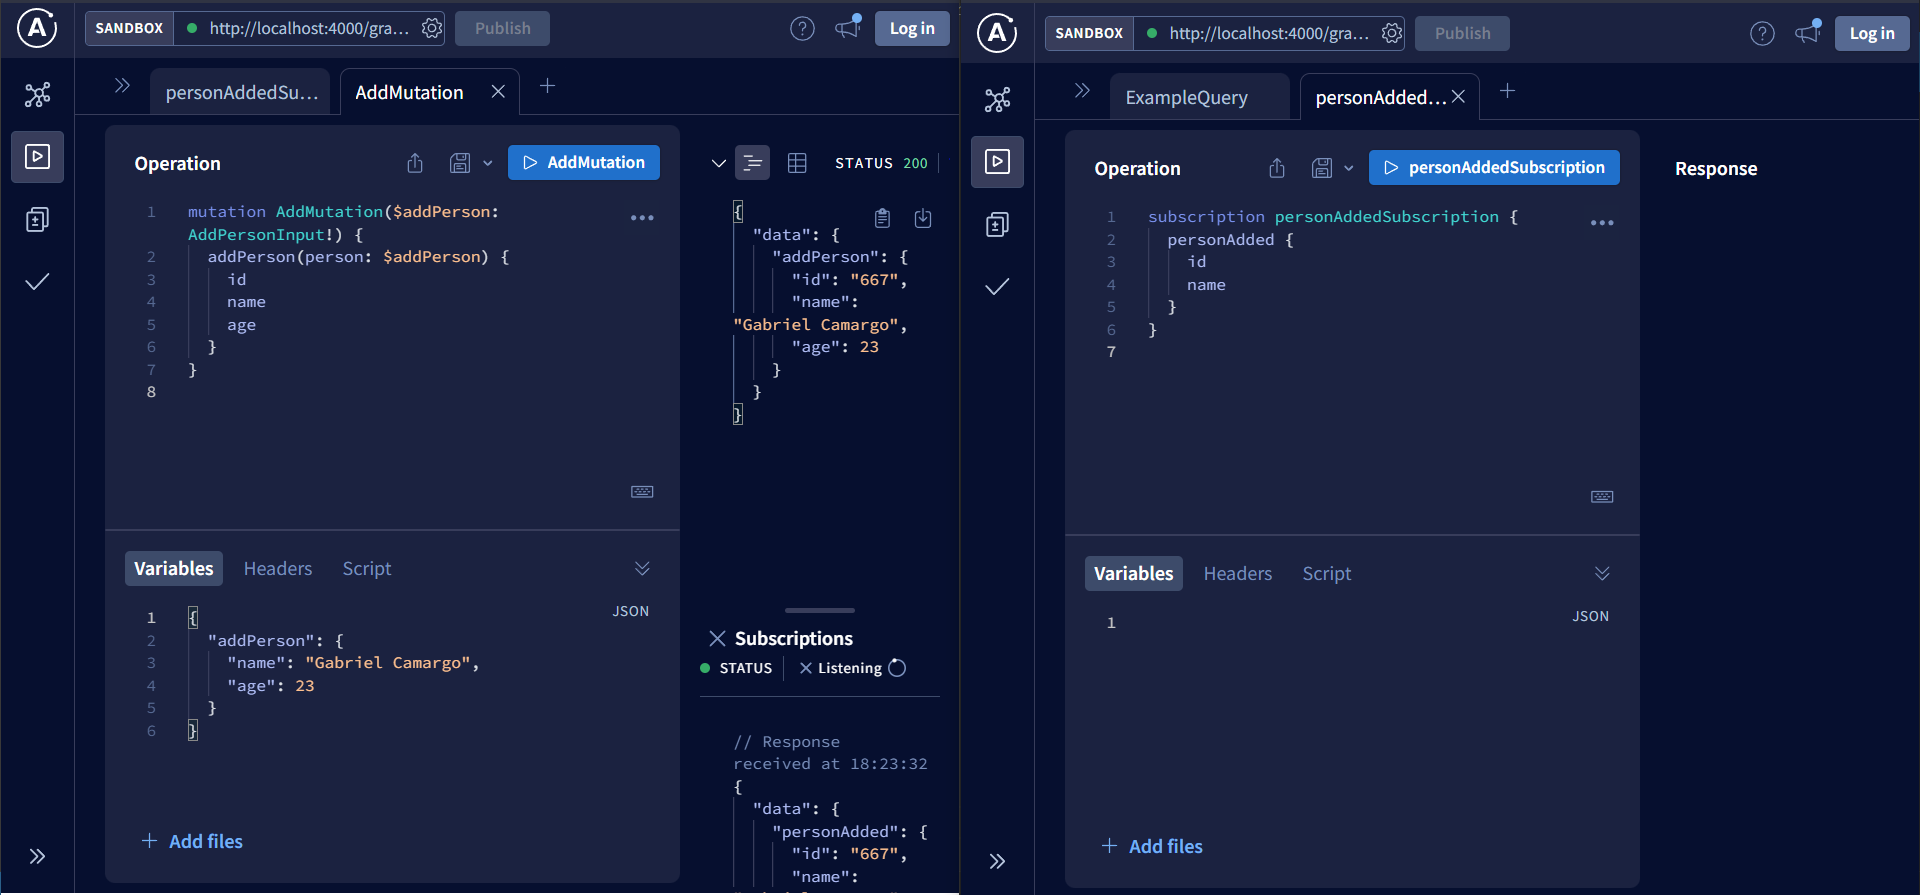 SANDBOX
http://localhost:4000/gra...
Publish
?
Log in
personAddedSu...
AddMutation
Operation
AddMutation
1 mutation AddMutation($addPerson:
AddPersonInput!) {
2 addPerson(person: $addPerson) {
3 id
4 name
5 age
6 }
7 }
8
Variables Headers Script
JSON
1 {
2 "addPerson": {
3 "name": "Gabriel Camargo",
4 "age": 23
5 }
6 }
+ Add files
STATUS 200
{
"data": {
"addPerson": {
"id": "667",
"name":
"Gabriel Camargo",
"age": 23
}
}
}
Subscriptions
STATUS
Listening
// Response
received at 18:23:32
{
"data": {
"personAdded": {
"id": "667",
"name":
SANDBOX
http://localhost:4000/gra...
Publish
?
Log in
ExampleQuery
personAdded...
Operation
personAddedSubscription
1 subscription personAddedSubscription {
2 personAdded {
3 id
4 name
5 }
6 }
7
Variables Headers Script
JSON
1
+ Add files
Response